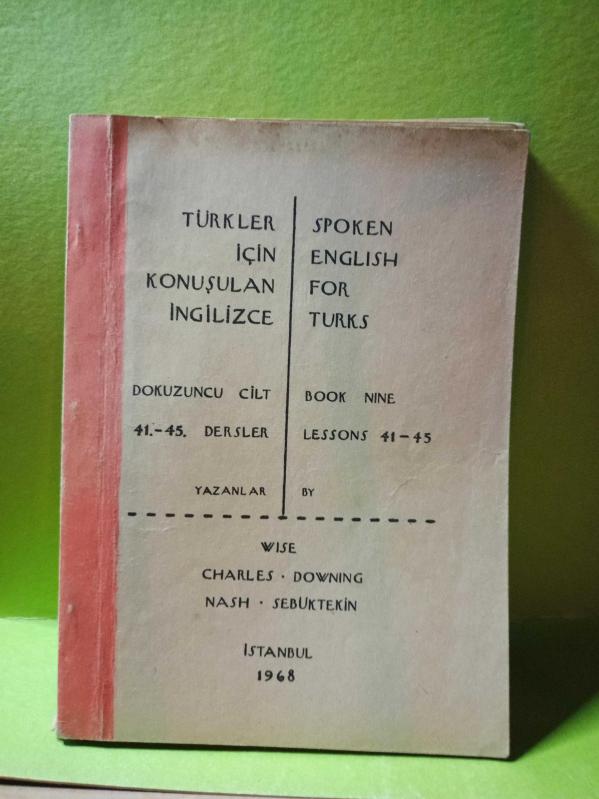 TÜRKLER
İÇİN
KONUŞULAN
İNGİLİZCE
SPOKEN
ENGLISH
FOR
TURKS
DOKUZUNCU CİLT
41.-45. DERSLER
BOOK NINE
LESSONS 41-45
YAZANLAR
BY
WISE
CHARLES · DOWNING
NASH · SEBÜKTEKİN
İSTANBUL
1968